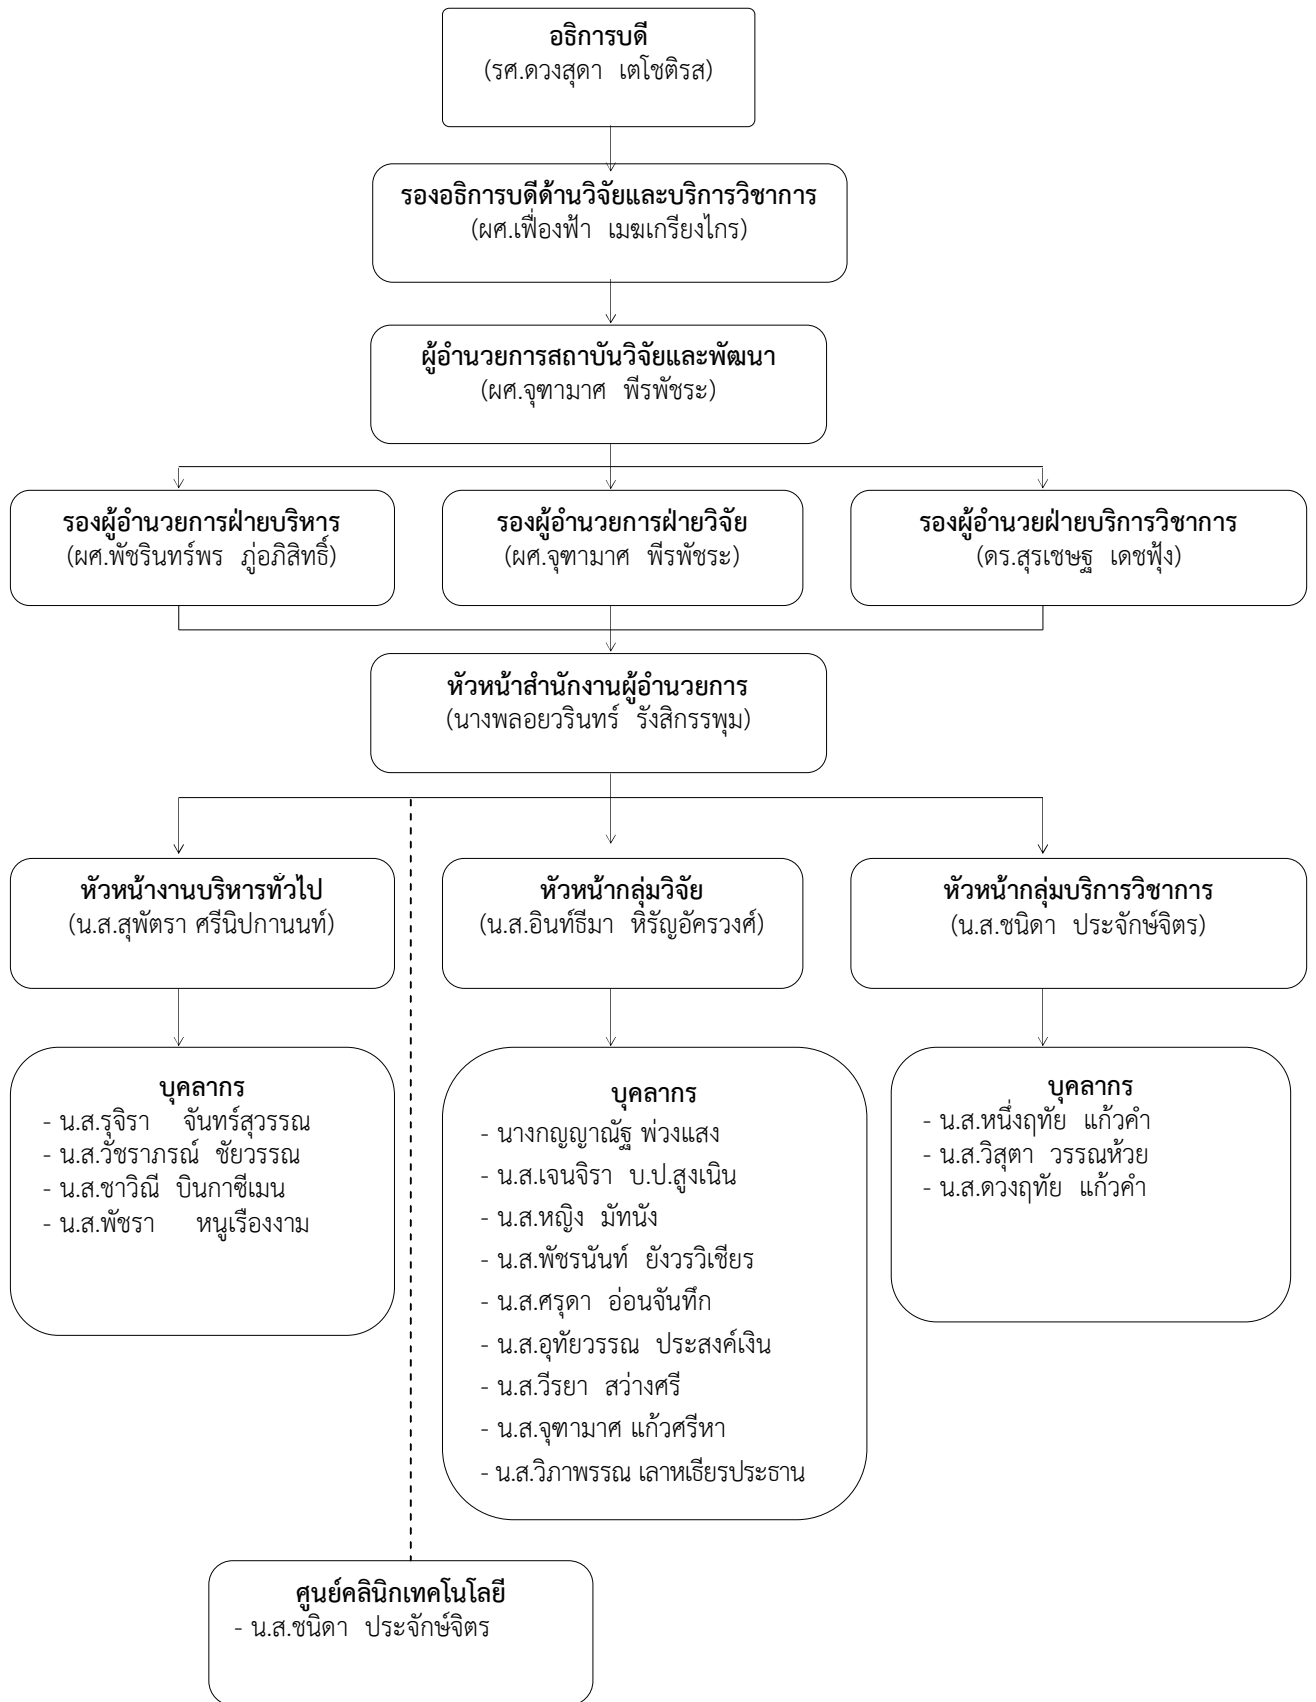 อธิการบดี
(รศ.ดวงสุดา เตโชติรส)
รองอธิการบดีด้านวิจัยและบริการวิชาการ
(ผศ.เฟื่องฟ้า เมฆเกรียงไกร)
ผู้อำนวยการสถาบันวิจัยและพัฒนา
(ผศ.จุฑามาศ พีรพัชระ)
รองผู้อำนวยการฝ่ายบริหาร
(ผศ.พัชรินทร์พร ภู่อภิสิทธิ์)
รองผู้อำนวยการฝ่ายวิจัย
(ผศ.จุฑามาศ พีรพัชระ)
รองผู้อำนวยฝ่ายบริการวิชาการ
(ดร.สุรเชษฐ เดชฟุ้ง)
หัวหน้าสำนักงานผู้อำนวยการ
(นางพลอยวรินทร์ รังสิกรรพุม)
หัวหน้างานบริหารทั่วไป
(น.ส.สุพัตรา ศรีนิปกานนท์)
หัวหน้ากลุ่มวิจัย
(น.ส.อินท์ธีมา หิรัญอัครวงศ์)
หัวหน้ากลุ่มบริการวิชาการ
(น.ส.ชนิดา ประจักษ์จิตร)
บุคลากร
- น.ส.รุจิรา จันทร์สุวรรณ
- น.ส.วัชราภรณ์ ชัยวรรณ
- น.ส.ชาวิณี บินกาซีเมน
- น.ส.พัชรา หนูเรืองงาม
บุคลากร
- นางกญญาณัฐ พ่วงแสง
- น.ส.เจนจิรา บ.ป.สูงเนิน
- น.ส.หญิง มัทนัง
- น.ส.พัชรนันท์ ยังวรวิเชียร
- น.ส.ศรุดา อ่อนจันทึก
- น.ส.อุทัยวรรณ ประสงค์เงิน
- น.ส.วีรยา สว่างศรี
- น.ส.จุฑามาศ แก้วศรีหา
- น.ส.วิภาพรรณ เลาหเธียรประธาน
บุคลากร
- น.ส.หนึ่งฤทัย แก้วคำ
- น.ส.วิสุตา วรรณห้วย
- น.ส.ดวงฤทัย แก้วคำ
ศูนย์คลินิกเทคโนโลยี
- น.ส.ชนิดา ประจักษ์จิตร